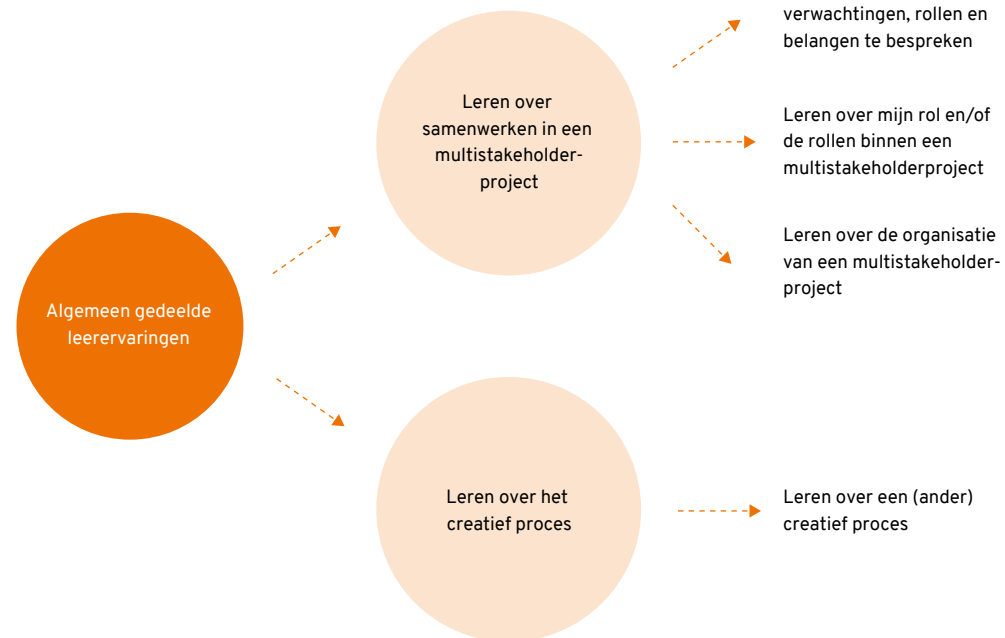 verwachtingen, rollen en
belangen te bespreken
Leren over
samenwerken in een
multistakeholder-
project
Leren over mijn rol en/of
de rollen binnen een
multistakeholderproject
Leren over de organisatie
van een multistakeholder-
project
Algemeen gedeelde
leerervaringen
Leren over het
creatief proces
Leren over een (ander)
creatief proces